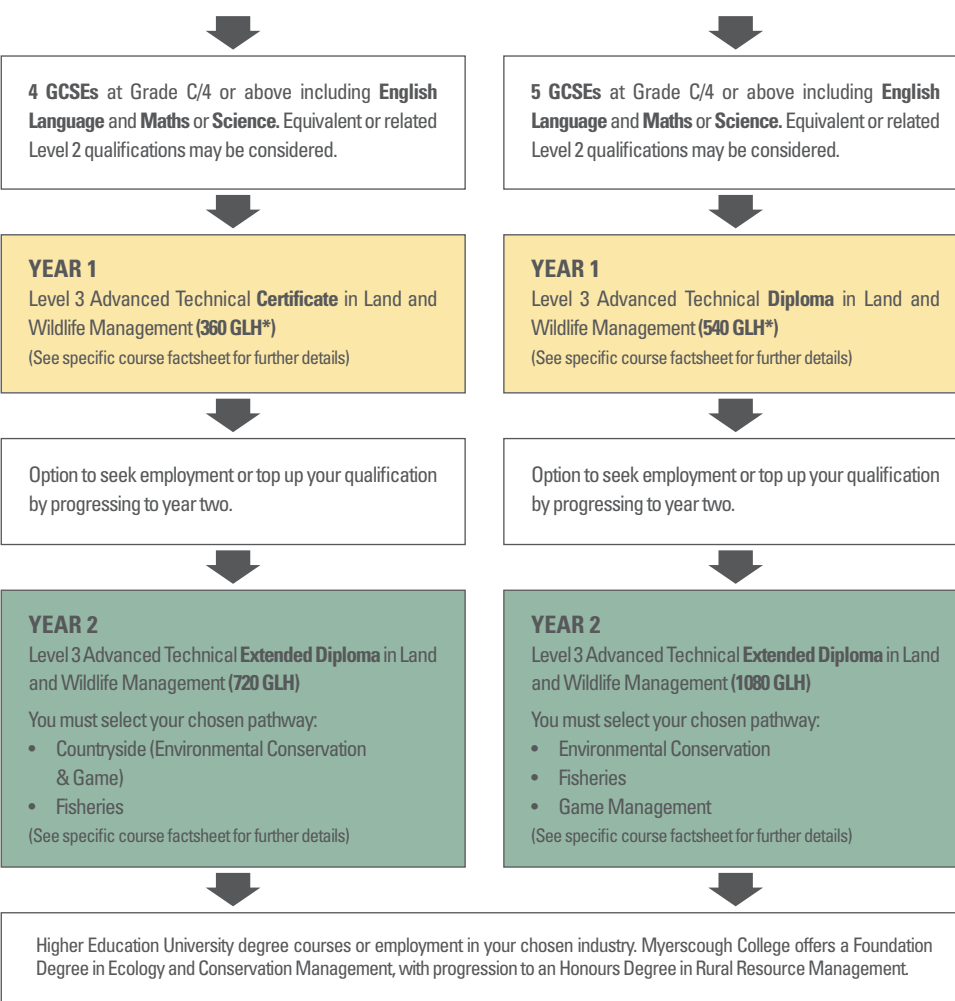 4 GCSEs at Grade C/4 or above including English
Language and Maths or Science. Equivalent or related
Level 2 qualifications may be considered.
5 GCSEs at Grade C/4 or above including English
Language and Maths or Science. Equivalent or related
Level 2 qualifications may be considered.
YEAR 1
Level 3 Advanced Technical Certificate in Land and
Wildlife Management (360 GLH*)
(See specific course factsheet for further details)
YEAR 1
Level 3 Advanced Technical Diploma in Land and
Wildlife Management (540 GLH*)
(See specific course factsheet for further details)
Option to seek employment or top up your qualification
by progressing to year two.
Option to seek employment or top up your qualification
by progressing to year two.
YEAR 2
Level 3 Advanced Technical Extended Diploma in Land
and Wildlife Management (720 GLH)
You must select your chosen pathway:
• Countryside (Environmental Conservation
& Game)
• Fisheries
(See specific course factsheet for further details)
YEAR 2
Level 3 Advanced Technical Extended Diploma in Land
and Wildlife Management (1080 GLH)
You must select your chosen pathway:
• Environmental Conservation
• Fisheries
• Game Management
(See specific course factsheet for further details)
Higher Education University degree courses or employment in your chosen industry. Myerscough College offers a Foundation
Degree in Ecology and Conservation Management, with progression to an Honours Degree in Rural Resource Management.